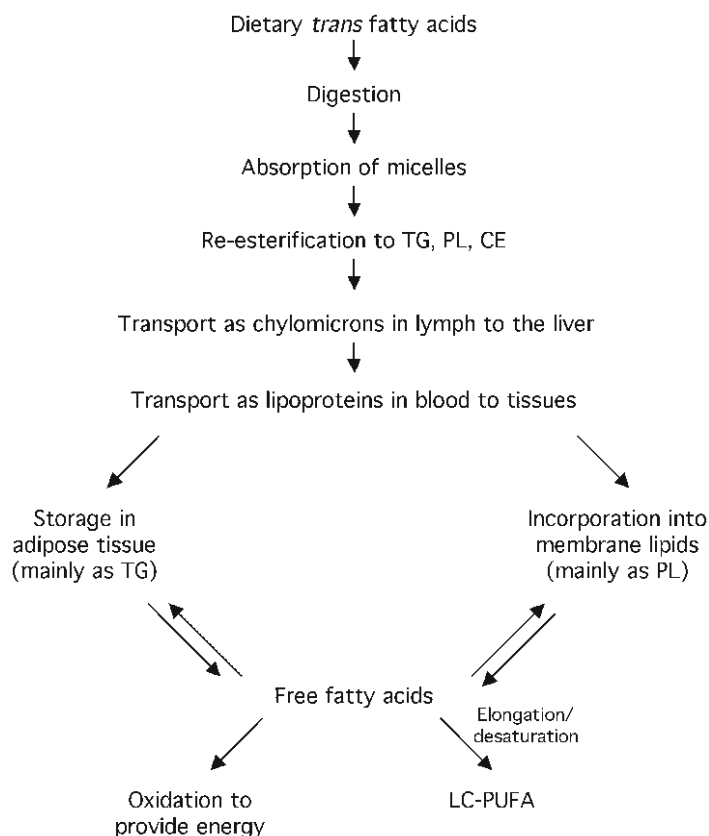 Dietary trans fatty acids
Digestion
Absorption of micelles
Re-esterification to TG, PL, CE
Transport as chylomicrons in lymph to the liver
Transport as lipoproteins in blood to tissues
Storage in
adipose tissue
(mainly as TG)
Incorporation into
membrane lipids
(mainly as PL)
Free fatty acids
Elongation/
desaturation
Oxidation to
provide energy
LC-PUFA